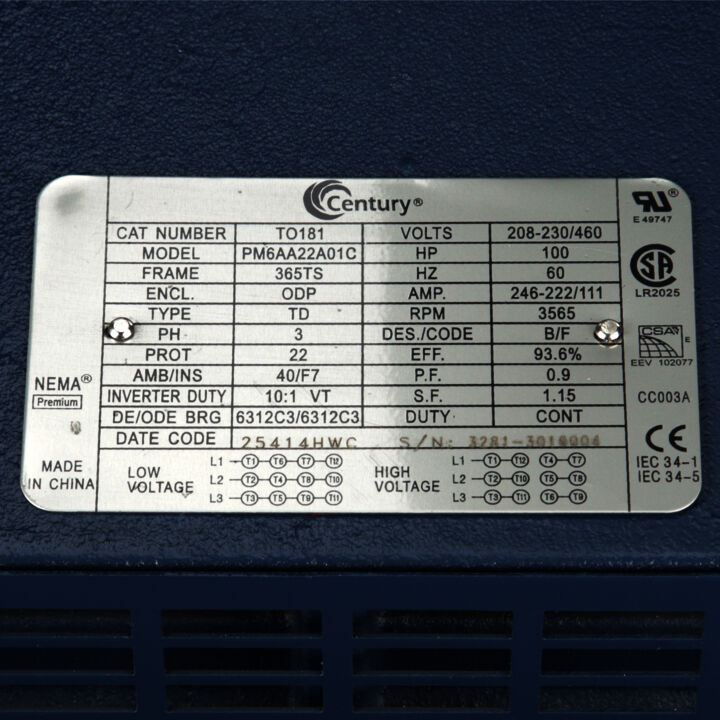 Century®
CAT NUMBER TO181 VOLTS 208-230/460
MODEL PM6AA22A01C HP 100
FRAME 365TS HZ 60
ENCL. ODP AMP. 246-222/111
TYPE TD RPM 3565
PH 3 DES./CODE B/F
PROT 22 EFF. 93.6%
AMB/INS 40/F7 P.F. 0.9
INVERTER DUTY 10:1 VT S.F. 1.15
DE/ODE BRG 6312C3/6312C3 DUTY CONT
DATE CODE 25414HWC S/N:
LOW VOLTAGE
L1 T1 T6 T7 T12
L2 T2 T4 T8 T10
L3 T3 T5 T9 T11
HIGH VOLTAGE
L1 T1 T12 T4 T7
L2 T2 T10 T5 T8
L3 T3 T11 T6 T9
NEMA®
Premium
MADE
IN CHINA
UR®
E 49747
SA
LR2025
CSA E
EEV 102077
CC003A
CE
IEC 34-1
IEC 34-5